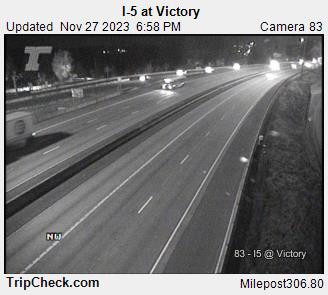 I-5 at Victory
Updated Nov 27 2023 6:58 PM Camera 83
T
NW
83 - I5 @ Victory
TripCheck.com Milepost306.80